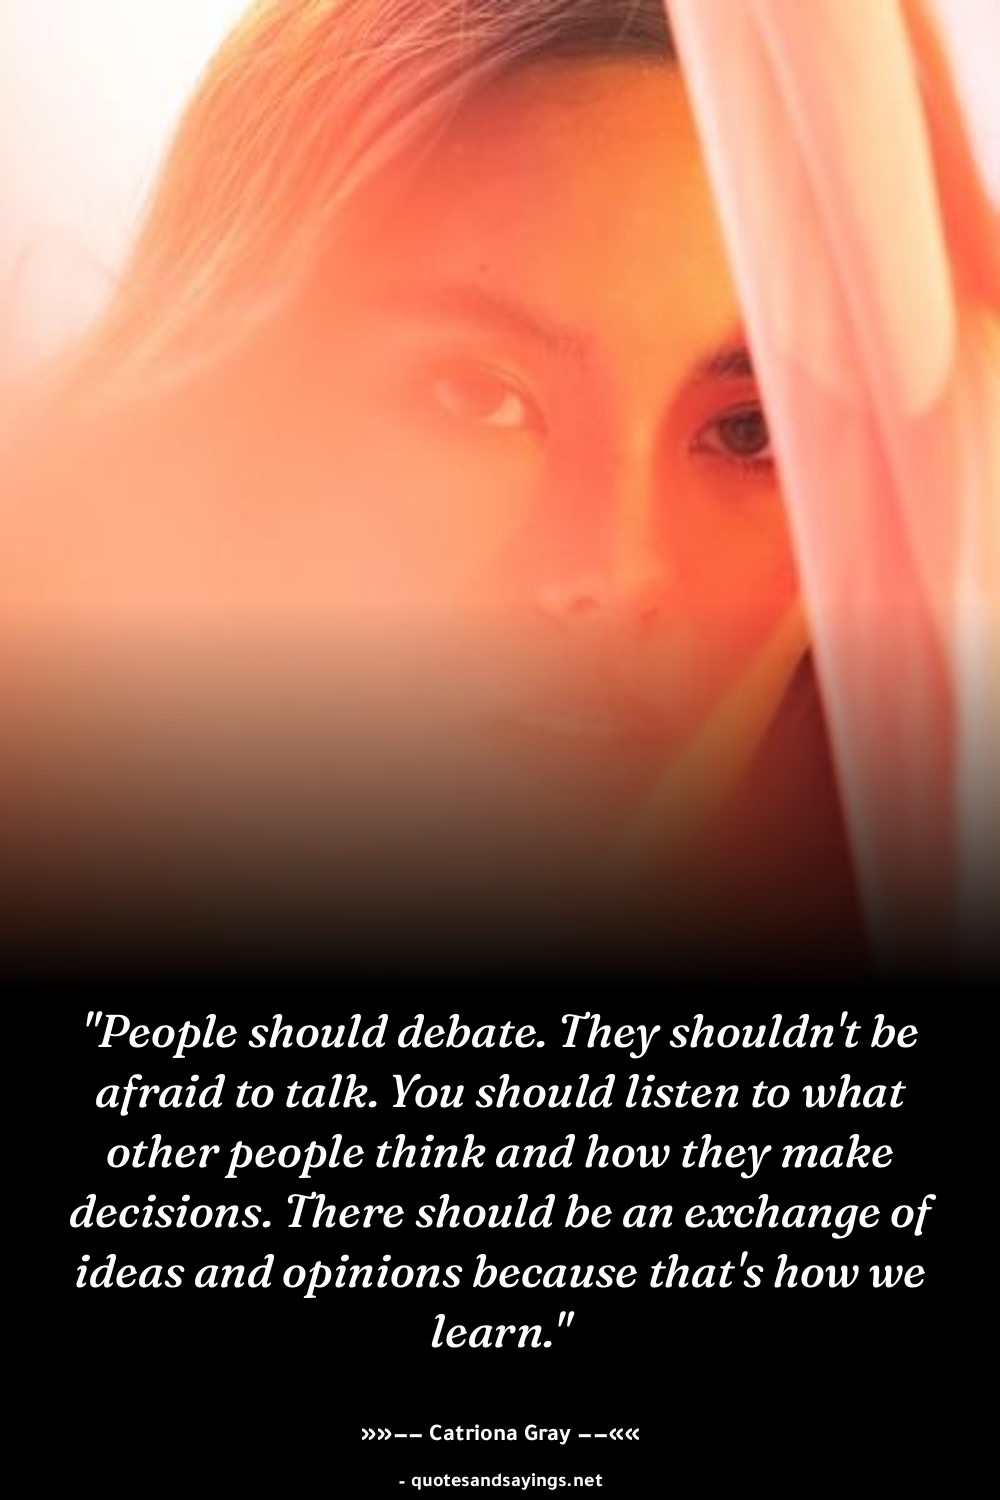 "People should debate. They shouldn't be
afraid to talk. You should listen to what
other people think and how they make
decisions. There should be an exchange of
ideas and opinions because that's how we
learn."
»»−− Catriona Gray −−««
- quotesandsayings.net